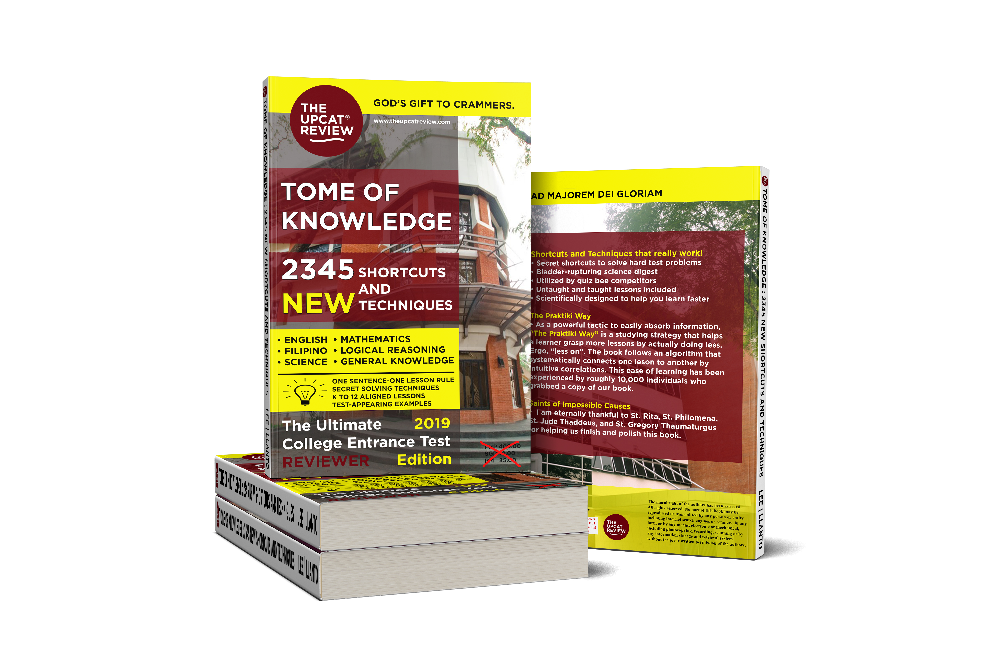 GOD'S GIFT TO CRAMMERS.
THE
UPCAT®
REVIEW
www.theupcatreview.com
TOME OF
KNOWLEDGE
2345 SHORTCUTS
NEW AND
TECHNIQUES
• ENGLISH • MATHEMATICS
• FILIPINO • LOGICAL REASONING
• SCIENCE • GENERAL KNOWLEDGE
ONE SENTENCE-ONE LESSON RULE
SECRET SOLVING TECHNIQUES
K TO 12 ALIGNED LESSONS
TEST-APPEARING EXAMPLES
The Ultimate 2019
College Entrance Test
REVIEWER Edition
AD MAJOREM DEI GLORIAM
Shortcuts and Techniques that really work!
• Secret shortcuts to solve hard test problems
• Bladder-rupturing science digest
• Utilized by quiz bee competitors
• Untaught and taught lessons included
• Scientifically designed to help you learn faster
The Praktiki Way
• As a powerful tactic to easily absorb information,
"The Praktiki Way" is a studying strategy that helps
a learner grasp more lessons by actually doing less.
Ergo, "less on". The book follows an algorithm that
systematically connects one leson to another by
intuitive correlations. This ease of learning has been
experienced by roughly 10,000 individuals who
grabbed a copy of our book.
Saints of Impossible Causes
I am eternally thankful to St. Rita, St. Philomena,
St. Jude Thaddeus, and St. Gregory Thaumaturgus
for helping us finish and polish this book.
THE
UPCAT
REVIEW
TOME OF KNOWLEDGE : 2345 NEW SHORTCUTS AND TECHNIQUES LEE | LLANTO